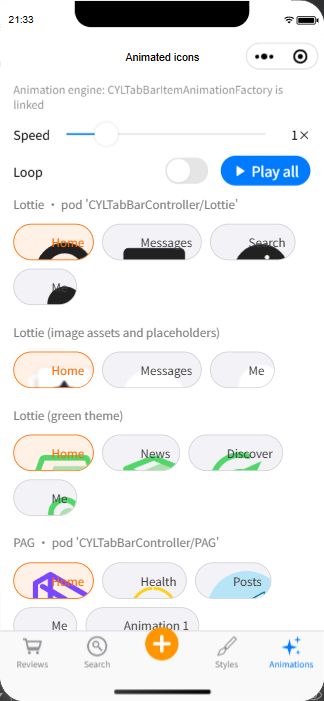 21:33
Animated icons
Animation engine: CYLTabBarItemAnimationFactory is
linked
Speed 1×
Loop Play all
Lottie • pod 'CYLTabBarController/Lottie'
Home Messages Search
Me
Lottie (image assets and placeholders)
Home Messages Me
Lottie (green theme)
Home News Discover
Me
PAG • pod 'CYLTabBarController/PAG'
Home Health Posts
Me Animation 1
Reviews Search Styles Animations